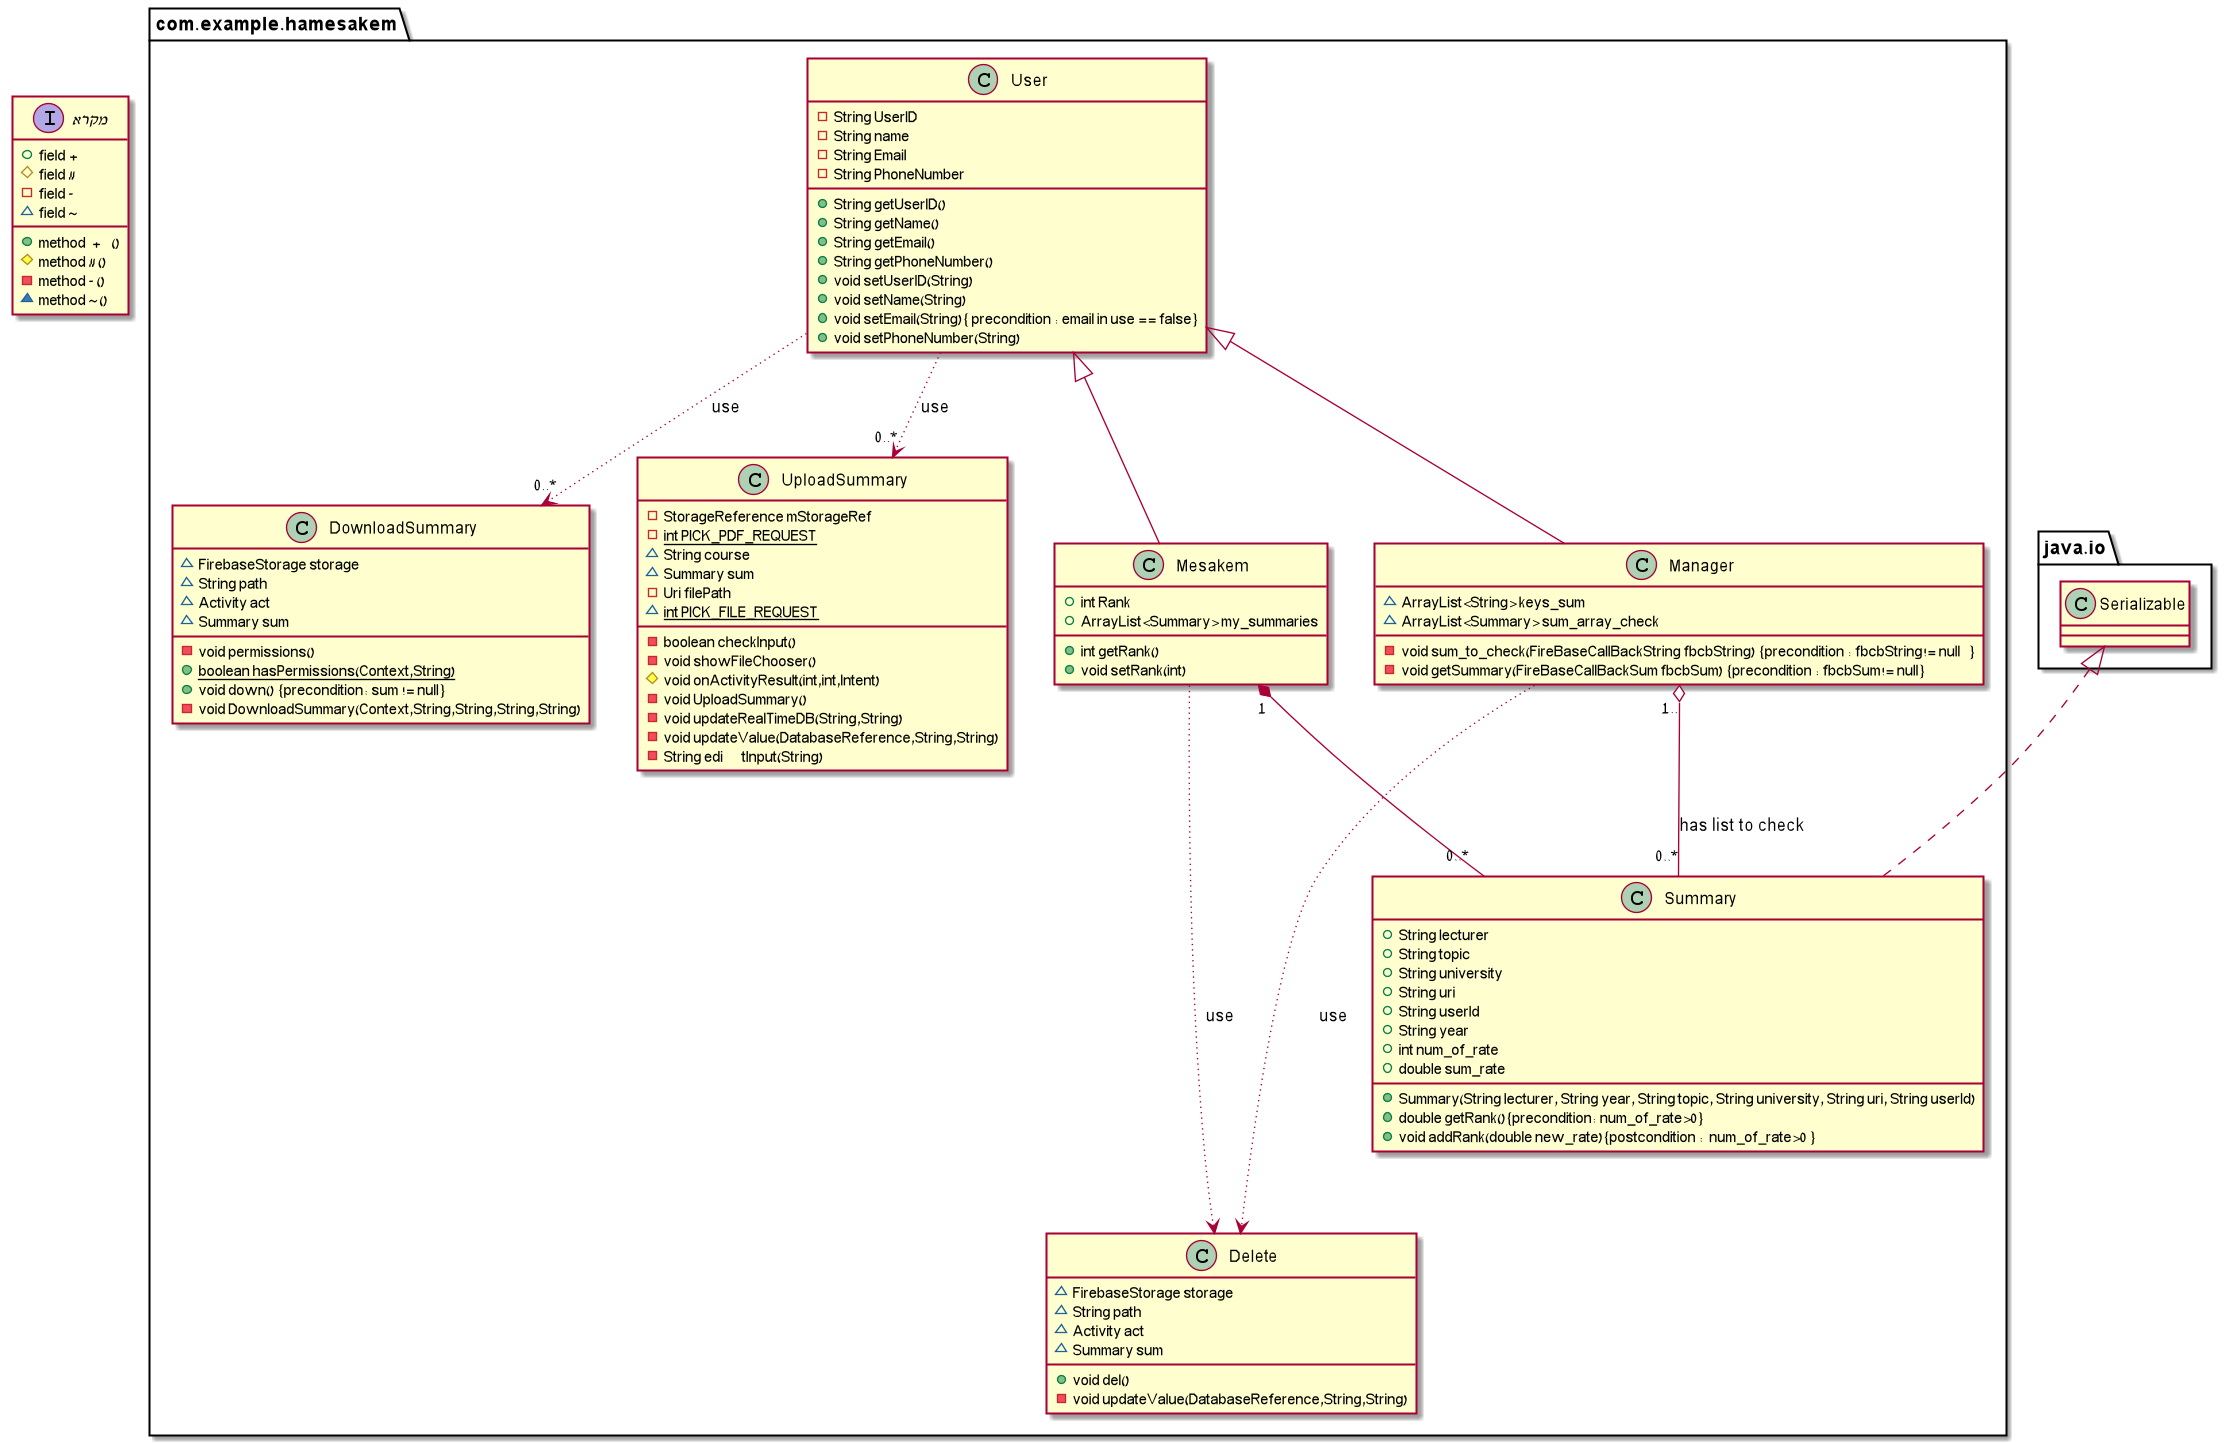 com.example.hamesakem
I מקרא
field +
field #
field -
field ~
method + ()
method # ()
method - ()
method ~ ()
C User
String UserID
String name
String Email
String PhoneNumber
String getUserID()
String getName()
String getEmail()
String getPhoneNumber()
void setUserID(String)
void setName(String)
void setEmail(String) { precondition : email in use == false}
void setPhoneNumber(String)
use
use
0..*
0..*
C DownloadSummary
FirebaseStorage storage
String path
Activity act
Summary sum
void permissions()
boolean hasPermissions(Context,String)
void down() {precondition: sum != null}
void DownloadSummary(Context,String,String,String,String)
C UploadSummary
StorageReference mStorageRef
int PICK_PDF_REQUEST
String course
Summary sum
Uri filePath
int PICK_FILE_REQUEST
boolean checkInput()
void showFileChooser()
void onActivityResult(int,int,Intent)
void UploadSummary()
void updateRealTimeDB(String,String)
void updateValue(DatabaseReference,String,String)
String edi tInput(String)
C Mesakem
int Rank
ArrayList<Summary> my_summaries
int getRank()
void setRank(int)
C Manager
ArrayList<String> keys_sum
ArrayList<Summary> sum_array_check
void sum_to_check(FireBaseCallBackString fbcbString) {precondition : fbcbString!= null }
void getSummary(FireBaseCallBackSum fbcbSum) {precondition : fbcbSum!= null}
java.io
C Serializable
1
1..
has list to check
0..*
0..*
C Summary
String lecturer
String topic
String university
String uri
String userId
String year
int num_of_rate
double sum_rate
Summary(String lecturer, String year, String topic, String university, String uri, String userId)
double getRank() {precondition: num_of_rate>0}
void addRank(double new_rate) {postcondition : num_of_rate>0 }
use
use
C Delete
FirebaseStorage storage
String path
Activity act
Summary sum
void del()
void updateValue(DatabaseReference,String,String)